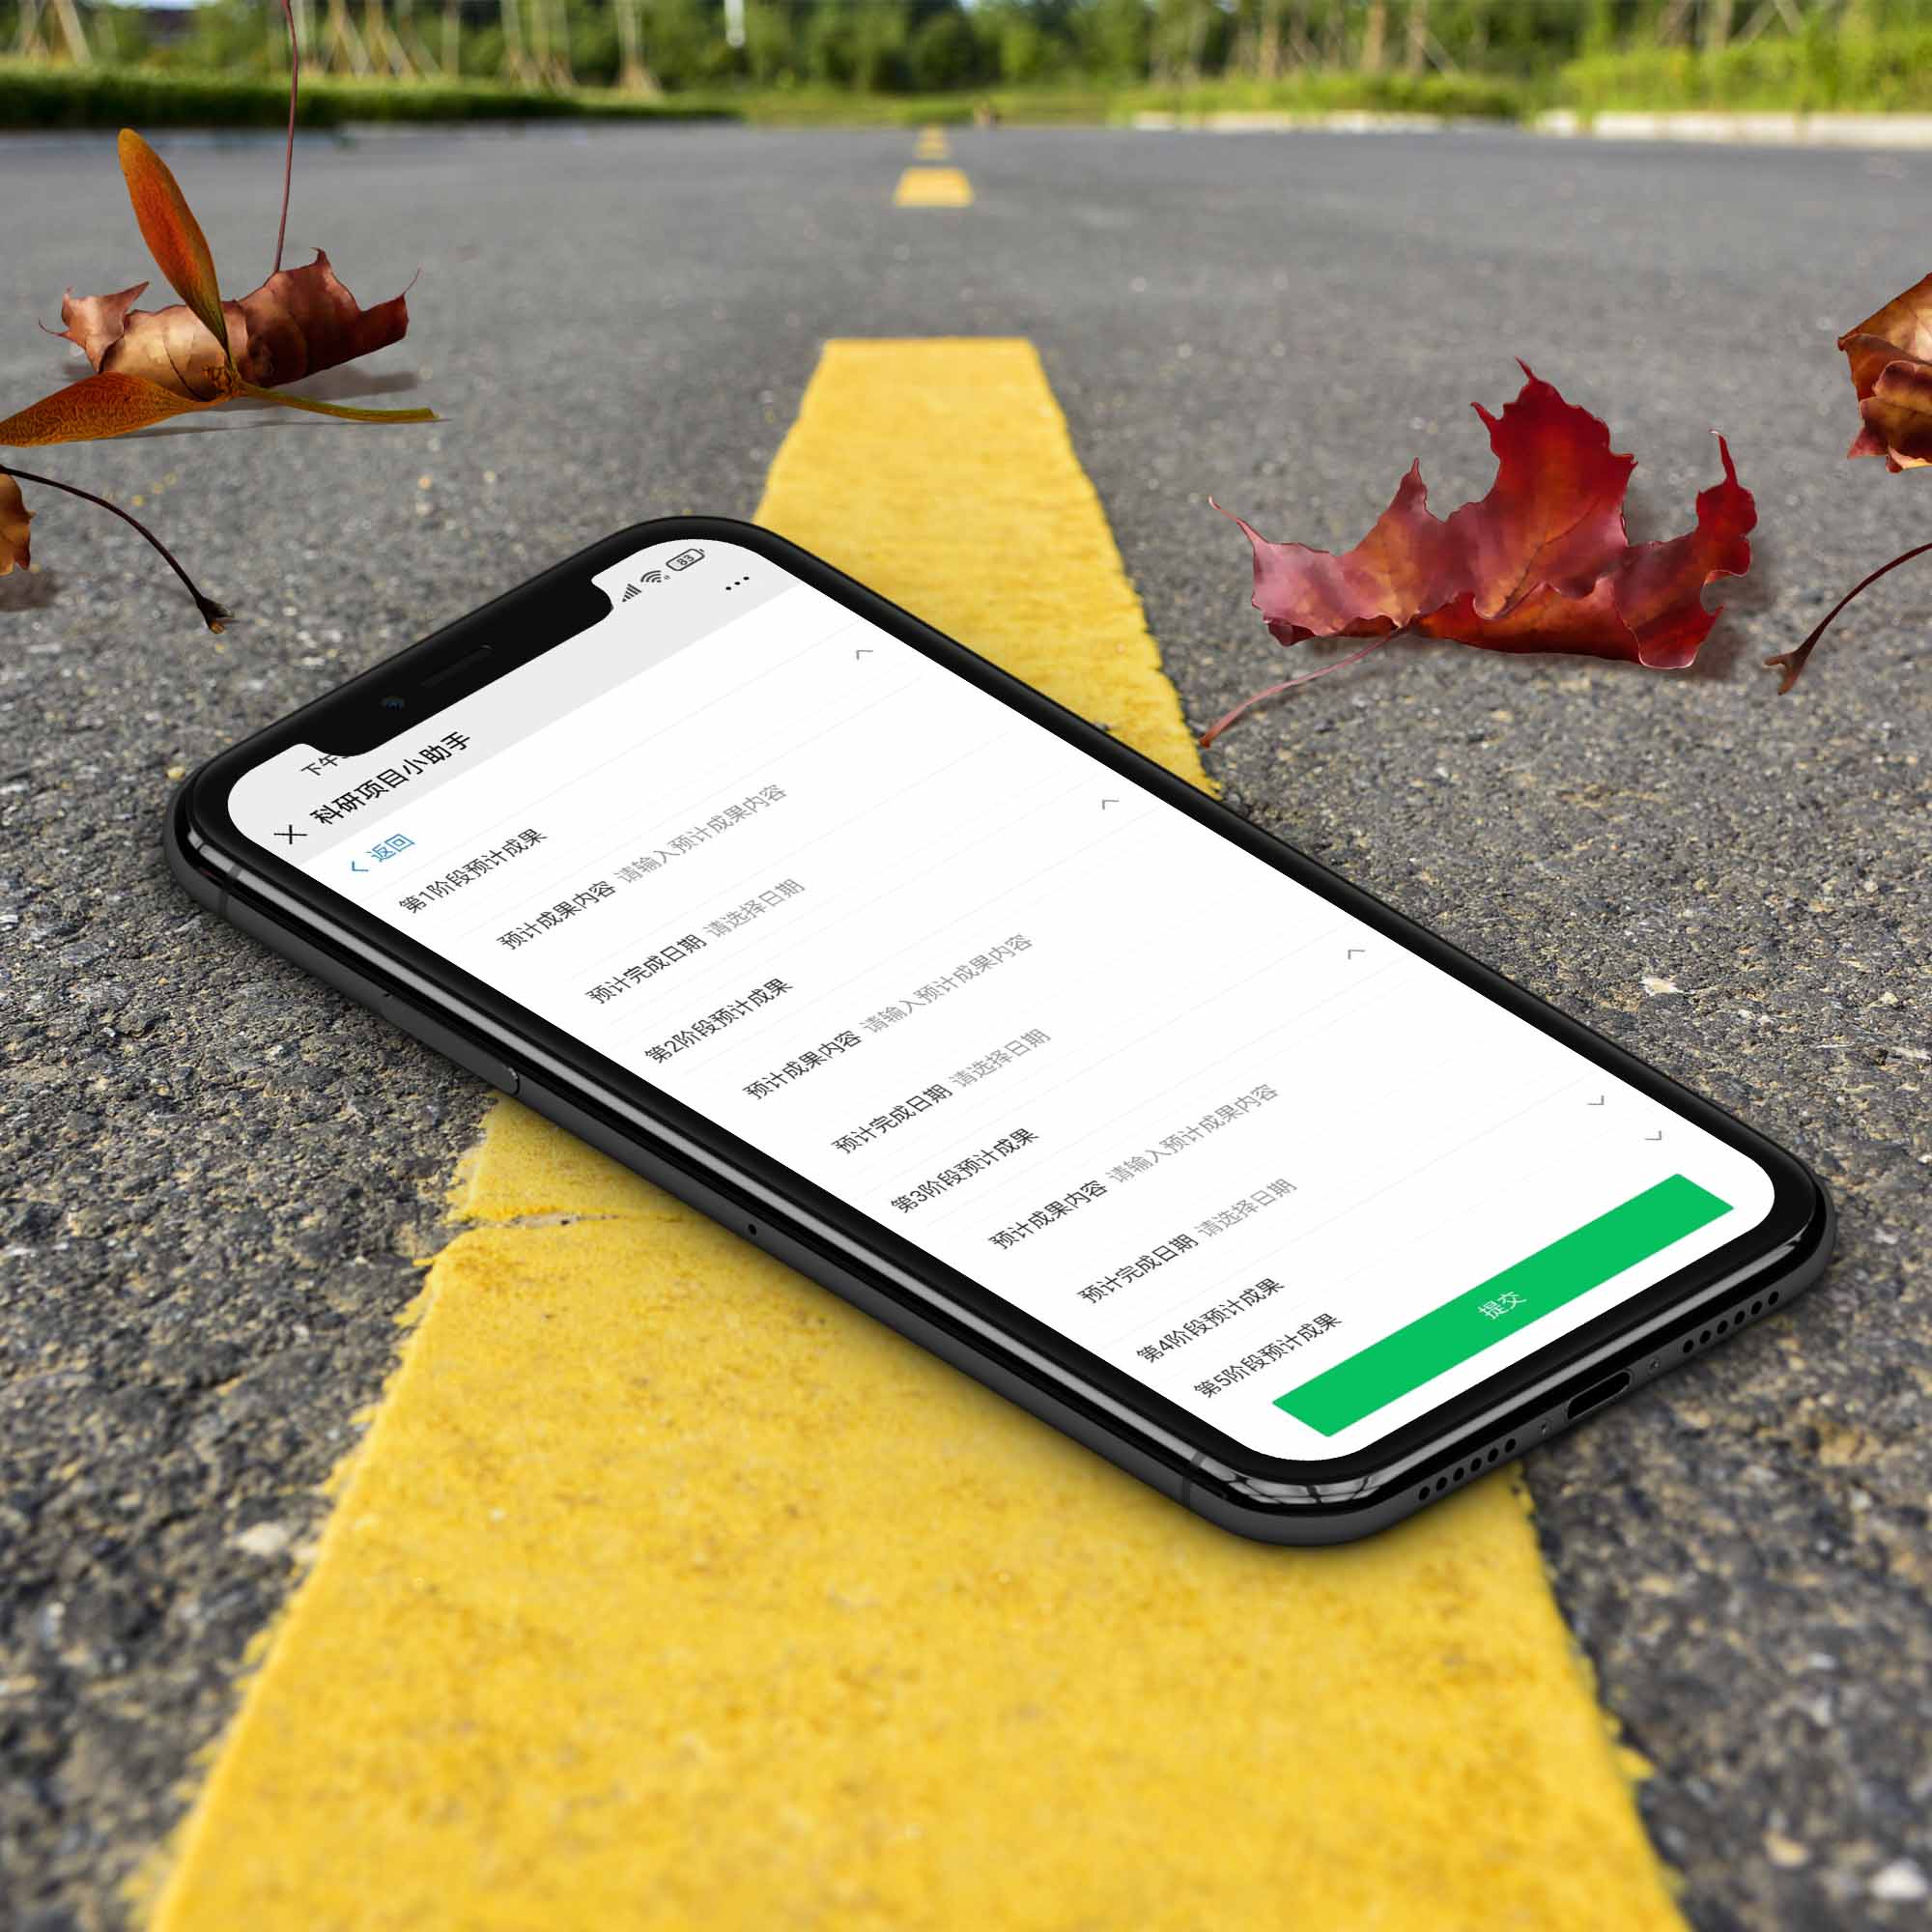 下午
83
科研项目小助手
返回
第1阶段预计成果
预计成果内容 请输入预计成果内容
预计完成日期 请选择日期
第2阶段预计成果
预计成果内容 请输入预计成果内容
预计完成日期 请选择日期
第3阶段预计成果
预计成果内容 请输入预计成果内容
预计完成日期 请选择日期
第4阶段预计成果
第5阶段预计成果
提交